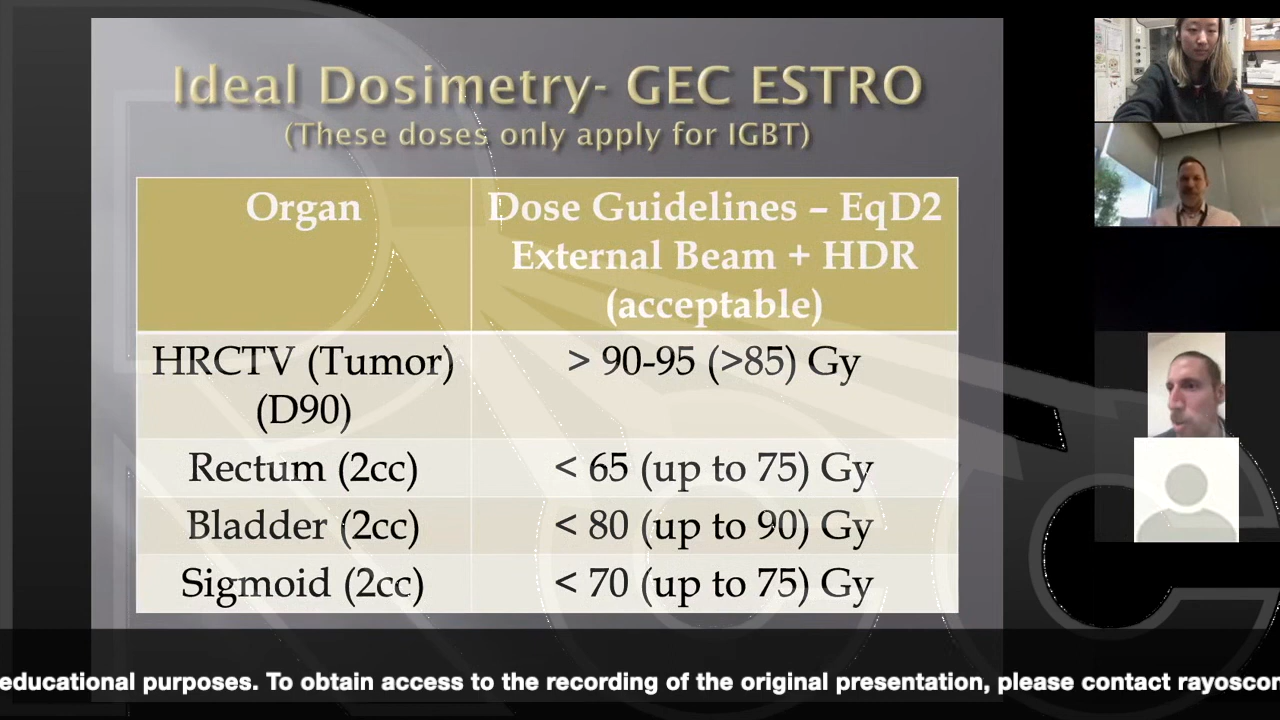 Ideal Dosimetry- GEC ESTRO
(These doses only apply for IGBT)
Organ
Dose Guidelines – EqD2
External Beam + HDR
(acceptable)
HRCTV (Tumor)
(D90)
> 90-95 (>85) Gy
Rectum (2cc)
< 65 (up to 75) Gy
Bladder (2cc)
< 80 (up to 90) Gy
Sigmoid (2cc)
< 70 (up to 75) Gy
educational purposes. To obtain access to the recording of the original presentation, please contact rayoscon